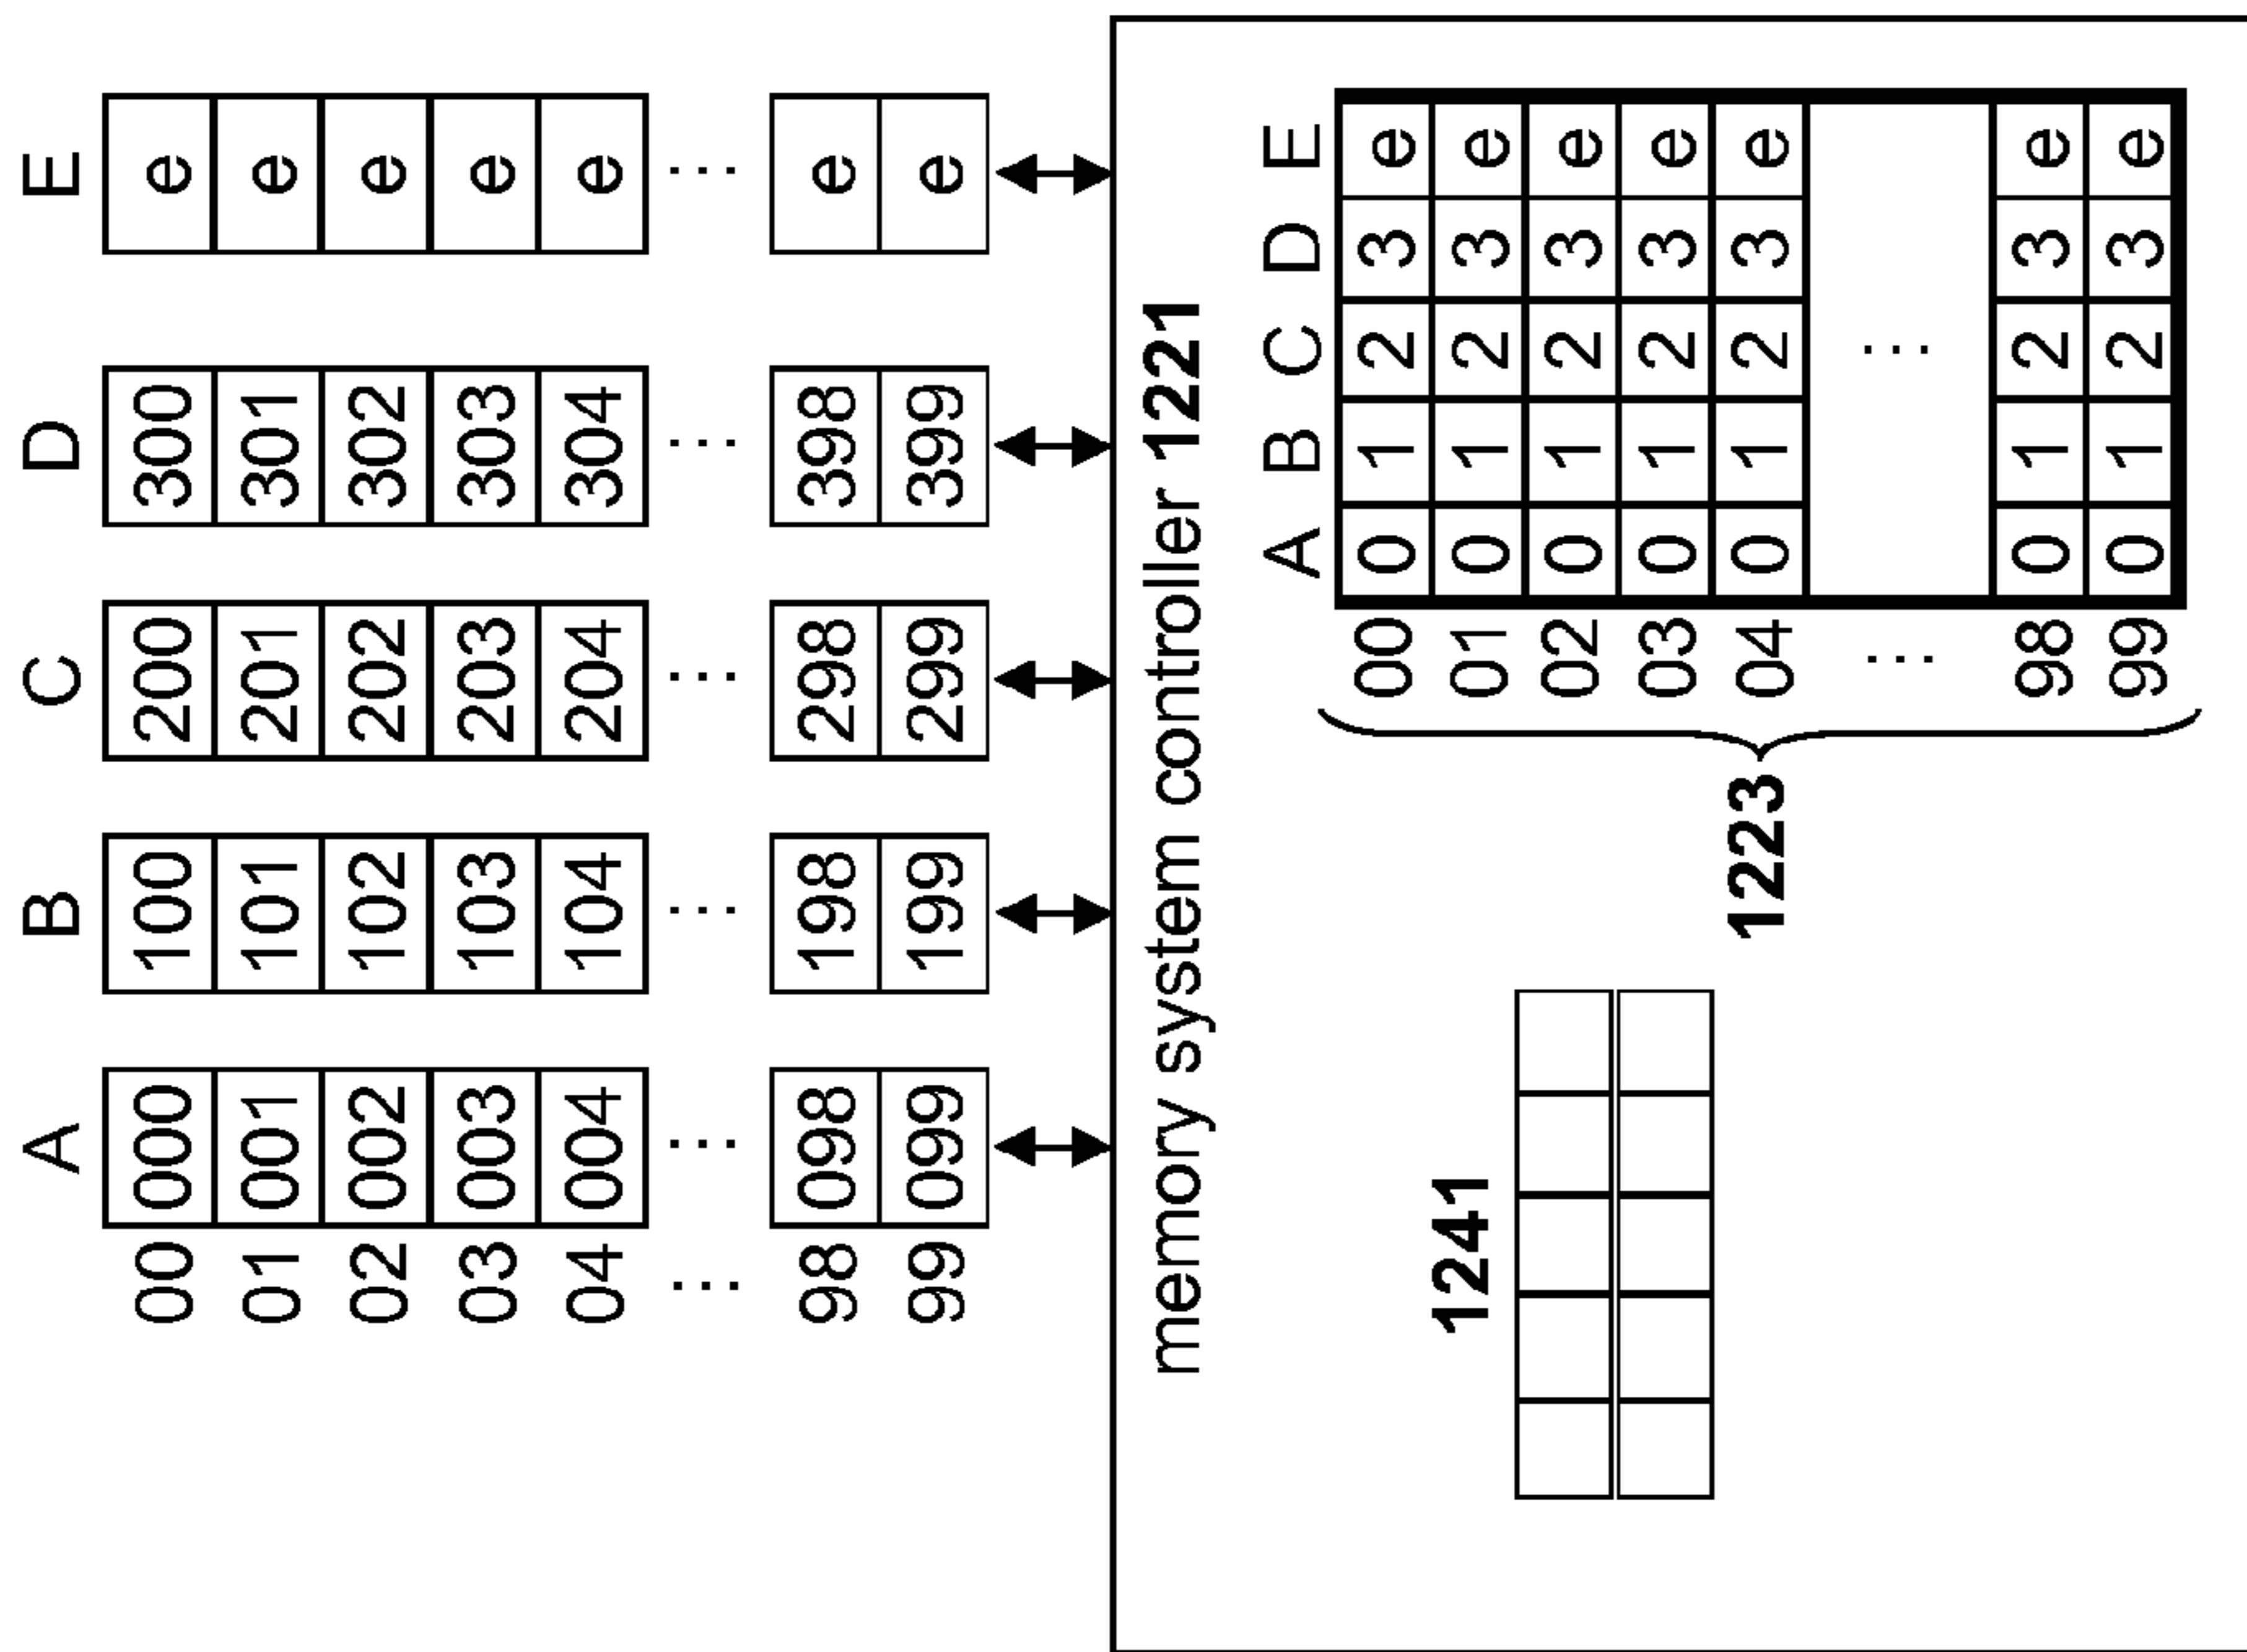 A B C D E
00 000 100 200 300 e
01 001 101 201 301 e
02 002 102 202 302 e
03 003 103 203 303 e
04 004 104 204 304 e
... ... ... ... ... ...
98 098 198 298 398 e
99 099 199 299 399 e
memory system controller 1221
A B C D E
00 0 1 2 3 e
1241
01 0 1 2 3 e
02 0 1 2 3 e
03 0 1 2 3 e
1223
04 0 1 2 3 e
... ...
98 0 1 2 3 e
99 0 1 2 3 e